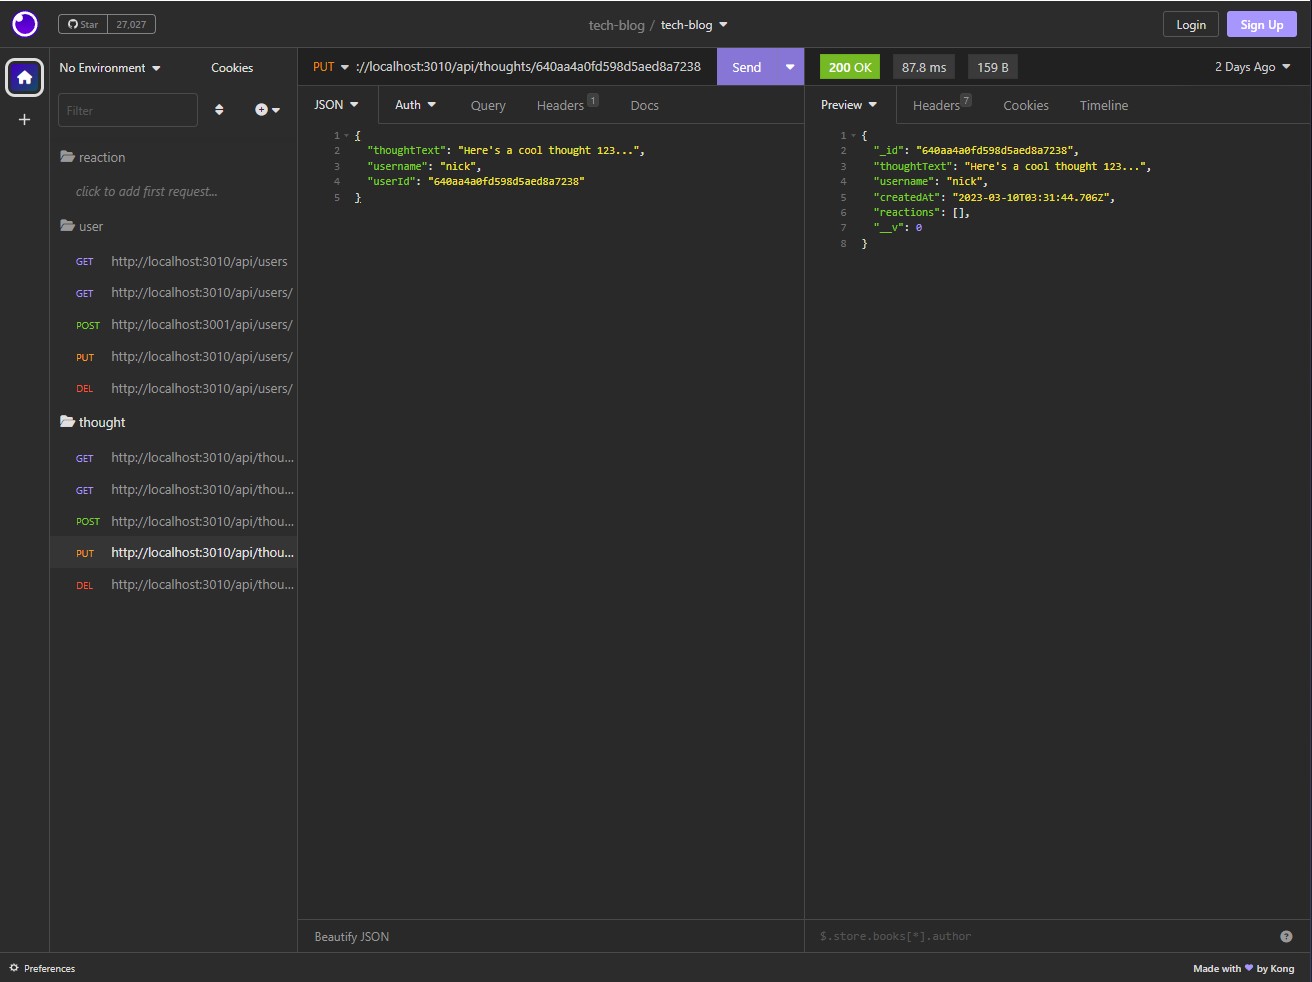 Star 27,027
tech-blog / tech-blog
Login
Sign Up
No Environment
Cookies
Filter
reaction
click to add first request...
user
GET http://localhost:3010/api/users
GET http://localhost:3010/api/users/
POST http://localhost:3001/api/users/
PUT http://localhost:3010/api/users/
DEL http://localhost:3010/api/users/
thought
GET http://localhost:3010/api/thou...
GET http://localhost:3010/api/thou...
POST http://localhost:3010/api/thou...
PUT http://localhost:3010/api/thou...
DEL http://localhost:3010/api/thou...
PUT ://localhost:3010/api/thoughts/640aa4a0fd598d5aed8a7238
Send
JSON Auth Query Headers 1 Docs
1 {
2 "thoughtText": "Here's a cool thought 123...",
3 "username": "nick",
4 "userId": "640aa4a0fd598d5aed8a7238"
5 }
Beautify JSON
200 OK 87.8 ms 159 B 2 Days Ago
Preview Headers 7 Cookies Timeline
1 {
2 "_id": "640aa4a0fd598d5aed8a7238",
3 "thoughtText": "Here's a cool thought 123...",
4 "username": "nick",
5 "createdAt": "2023-03-10T03:31:44.706Z",
6 "reactions": [],
7 "__v": 0
8 }
$.store.books[*].author
?
Preferences
Made with 💜 by Kong